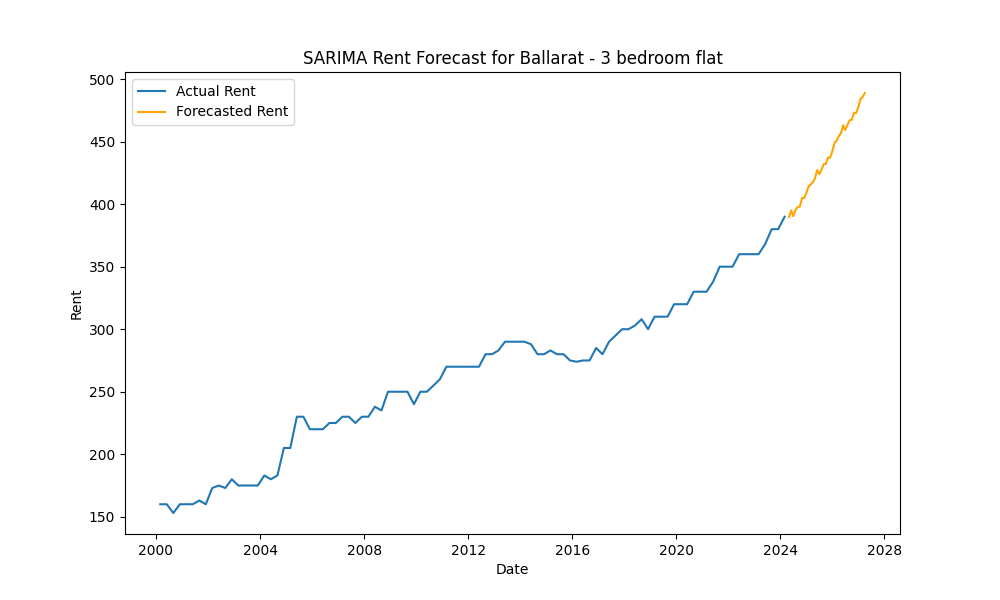 SARIMA Rent Forecast for Ballarat - 3 bedroom flat
Actual Rent
Forecasted Rent
500
450
400
350
300
250
200
150
Rent
2000 2004 2008 2012 2016 2020 2024 2028
Date